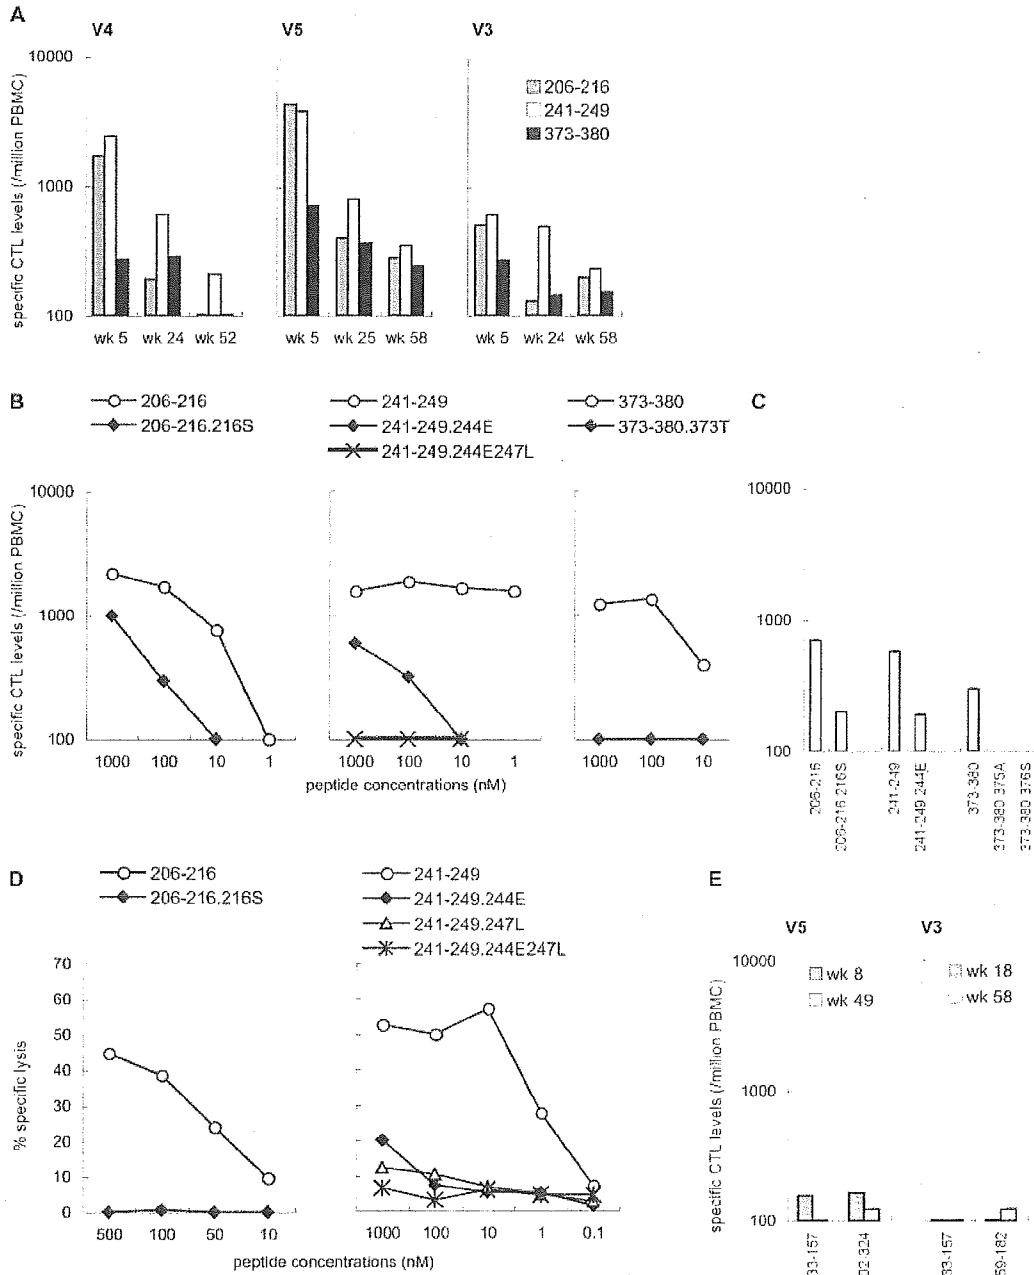 A
V4
V5
V3
specific CTL levels (/million PBMC)
10000
1000
100
206-216
241-249
373-380
wk 5 wk 24 wk 52
wk 5 wk 25 wk 58
wk 5 wk 24 wk 58
B
206-216
206-216.216S
241-249
241-249.244E
241-249.244E247L
373-380
373-380.373T
specific CTL levels (/million PBMC)
10000
1000
100
1000 100 10 1
1000 100 10 1
1000 100 10
peptide concentrations (nM)
C
10000
1000
100
206-216
206-216.216S
241-249
241-249.244E
373-380
373-380.375A
373-380.376S
D
206-216
206-216.216S
241-249
241-249.244E
241-249.247L
241-249.244E247L
% specific lysis
70
60
50
40
30
20
10
0
500 100 50 10
1000 100 10 1 0.1
peptide concentrations (nM)
E
V5
V3
specific CTL levels (/million PBMC)
10000
1000
100
wk 8
wk 49
wk 18
wk 58
33-157
02-324
33-157
59-182